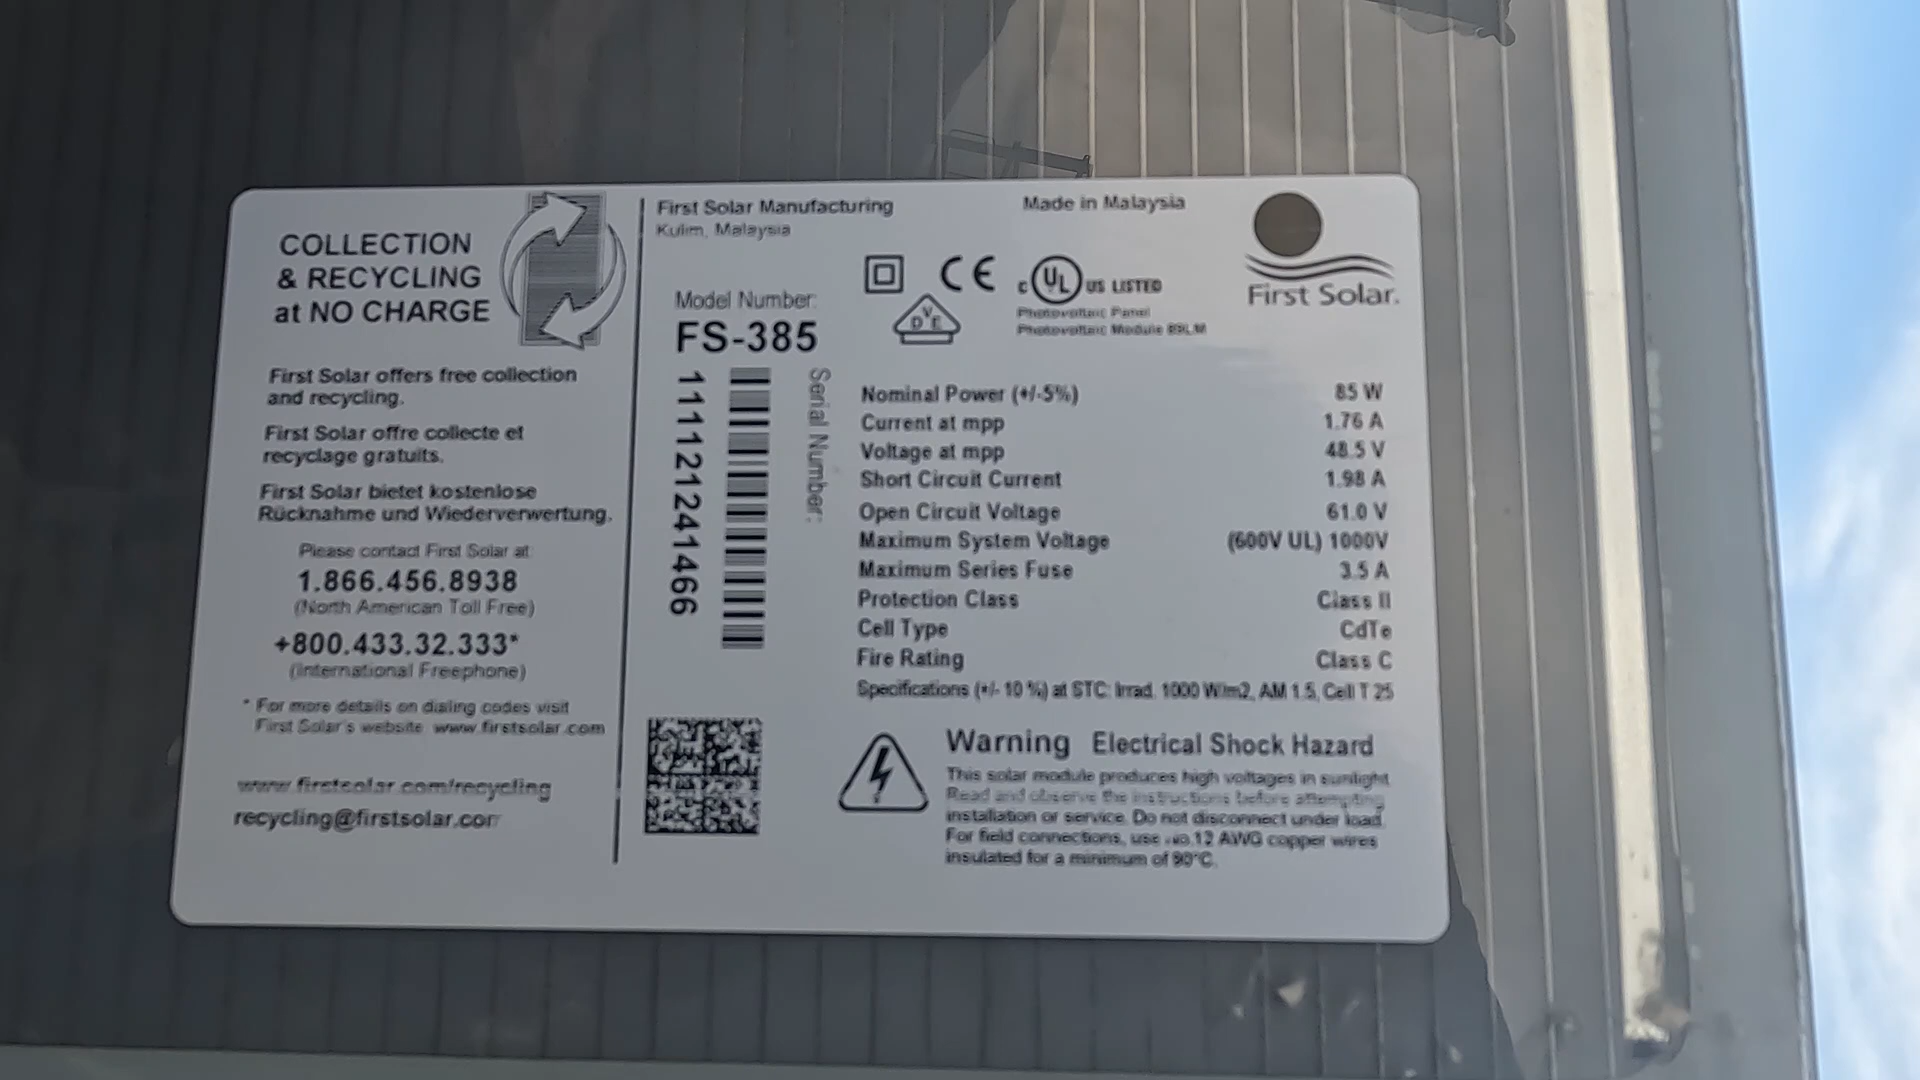 COLLECTION
& RECYCLING
at NO CHARGE
First Solar offers free collection
and recycling.
First Solar offre collecte et
recyclage gratuits.
First Solar bietet kostenlose
Rücknahme und Wiederverwertung.
Please contact First Solar at
1.866.456.8938
(North American Toll Free)
+800.433.32.333*
(International Freephone)
* For more details on dialing codes visit
First Solar's website www.firstsolar.com
www.firstsolar.com/recycling
recycling@firstsolar.com
First Solar Manufacturing
Kulim, Malaysia
Made in Malaysia
Model Number:
FS-385
Serial Number:
111121241466
CE
DVE
c UL US LISTED
Photovoltaic Panel
Photovoltaic Module
First Solar.
Nominal Power (+/-5%) 85 W
Current at mpp 1.76 A
Voltage at mpp 48.5 V
Short Circuit Current 1.98 A
Open Circuit Voltage 61.0 V
Maximum System Voltage (600V UL) 1000V
Maximum Series Fuse 3.5 A
Protection Class Class II
Cell Type CdTe
Fire Rating Class C
Specifications (+/- 10 %) at STC: Irrad. 1000 W/m2, AM 1.5, Cell T 25
Warning Electrical Shock Hazard
This solar module produces high voltages in sunlight
Read and observe the instructions before attempting
installation or service. Do not disconnect under load.
For field connections, use No.12 AWG copper wires
insulated for a minimum of 90°C.